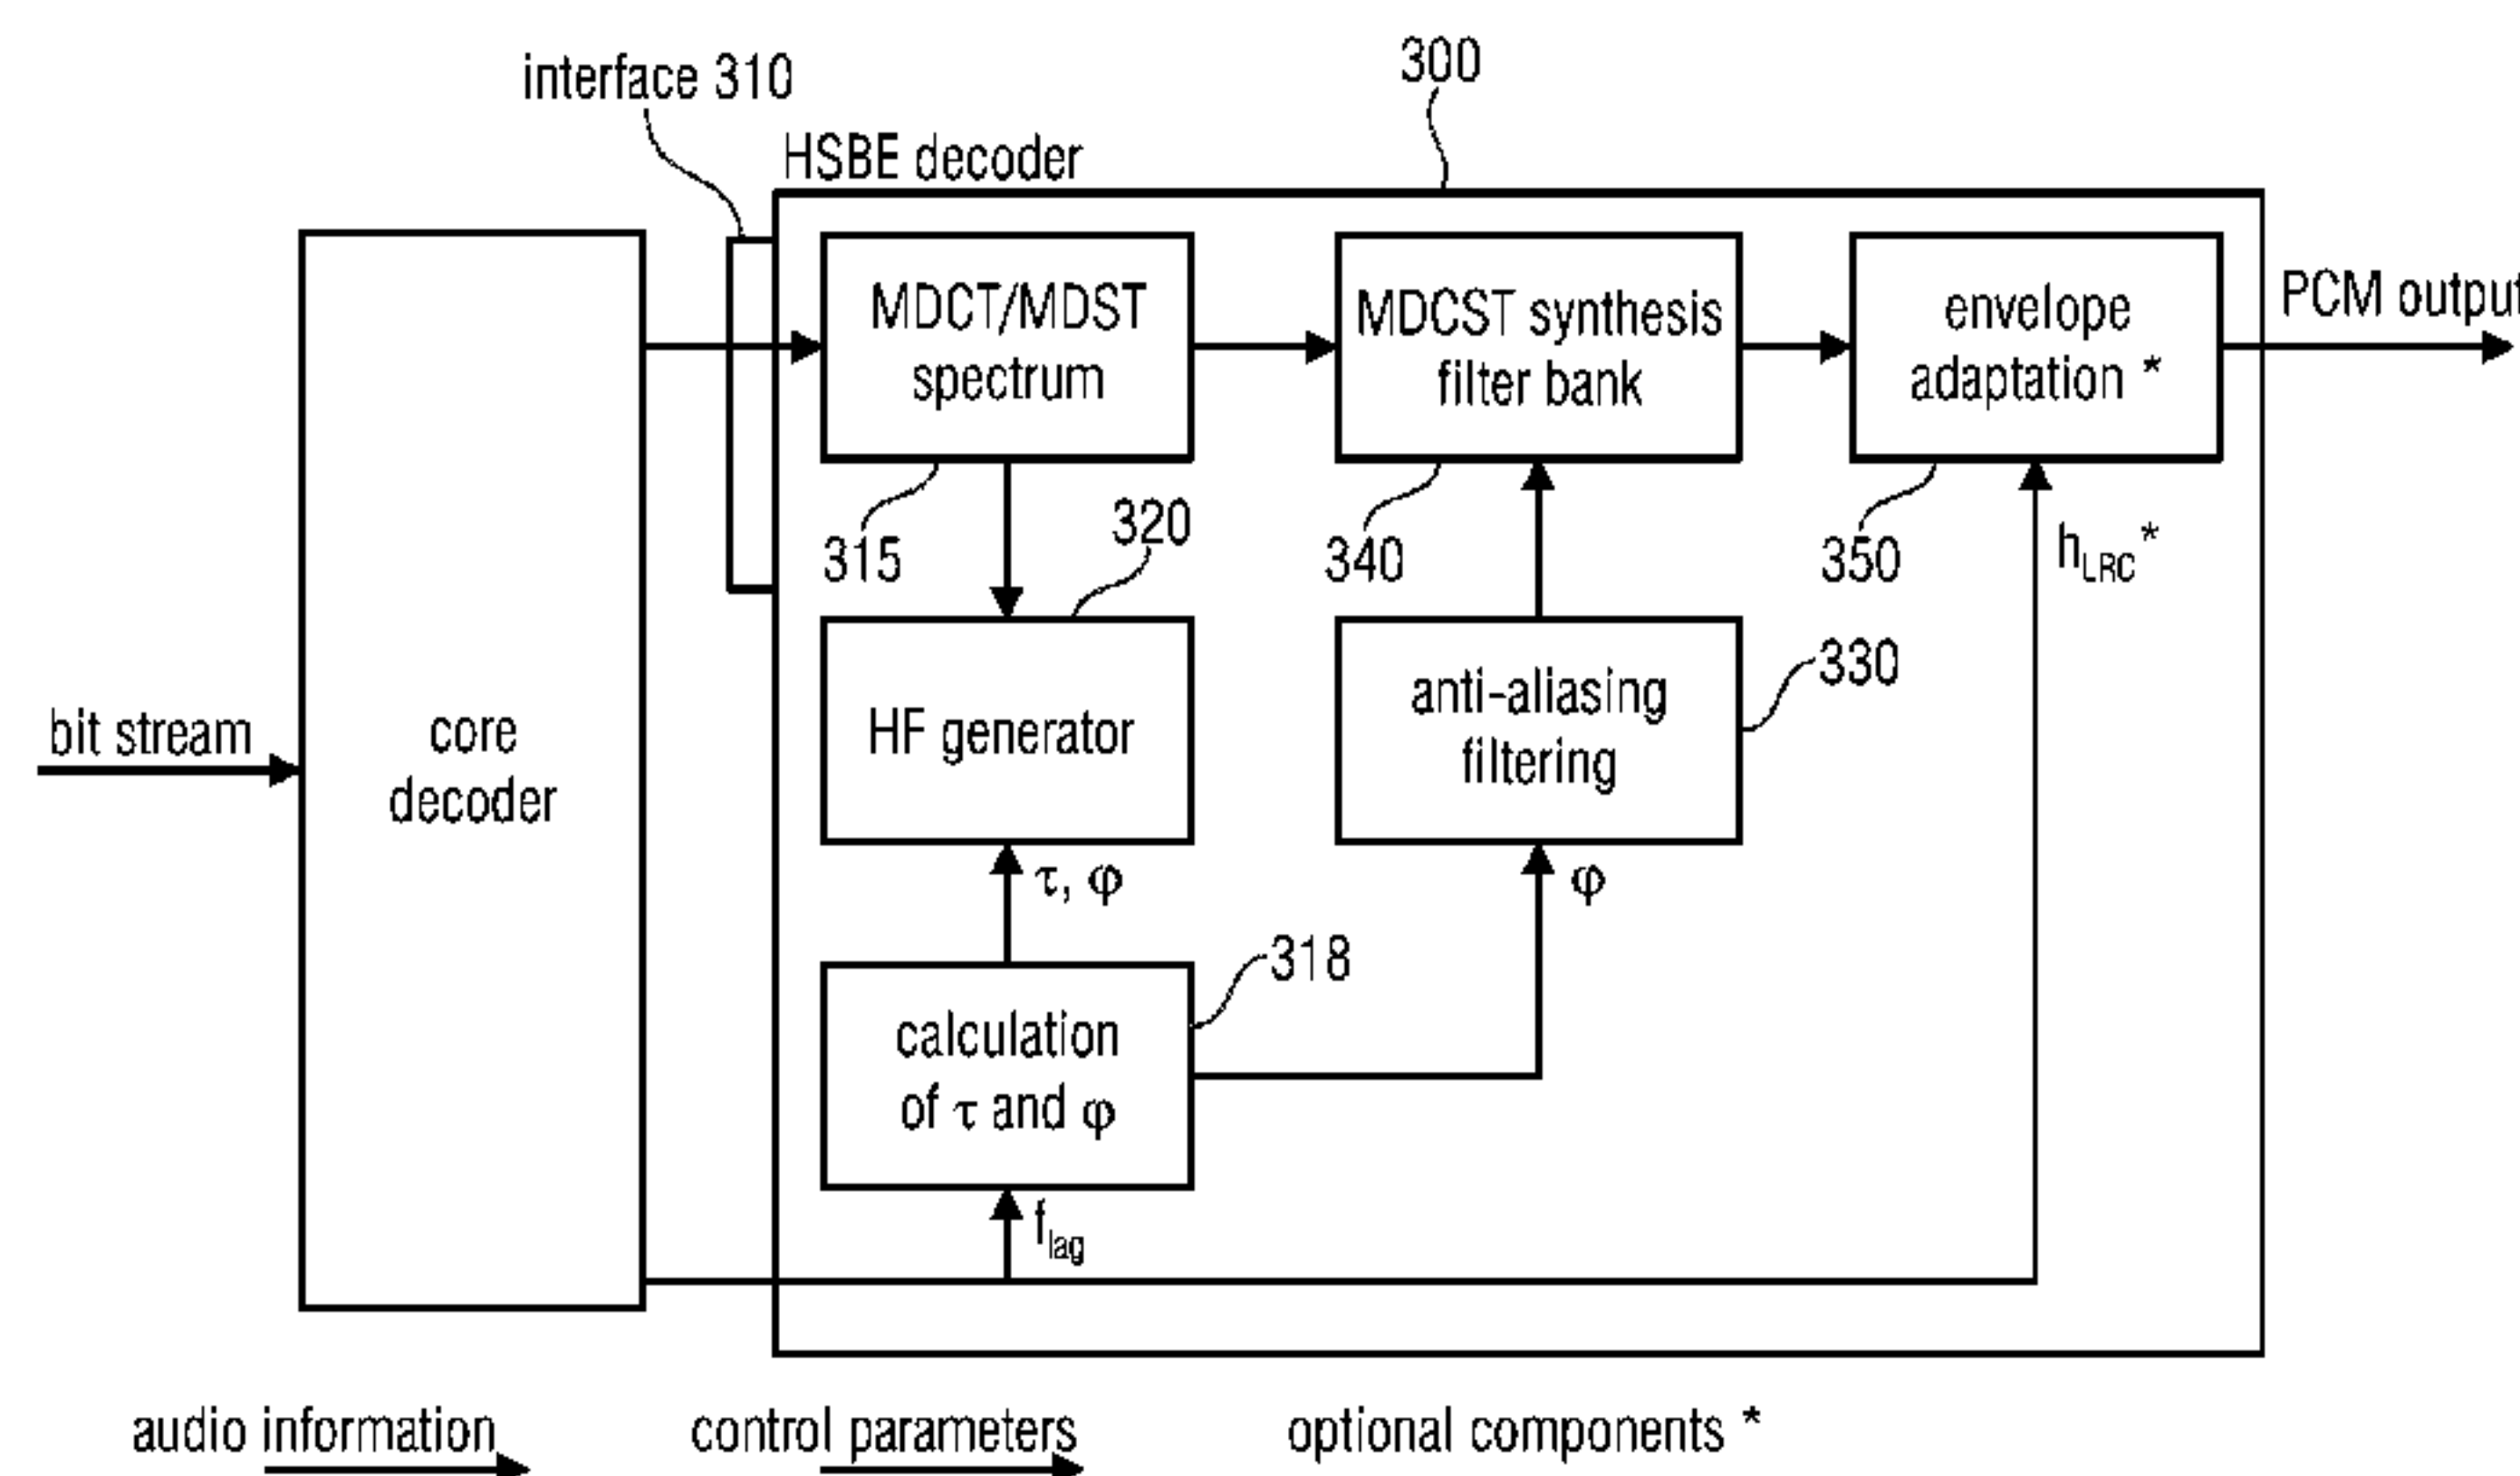 interface 310
300
HSBE decoder
MDCT/MDST
spectrum
MDCST synthesis
filter bank
envelope
adaptation *
PCM output
315
320
340
350
h_LRC *
bit stream
core
decoder
HF generator
anti-aliasing
filtering
330
τ, φ
φ
318
calculation
of τ and φ
f_lag
audio information
control parameters
optional components *